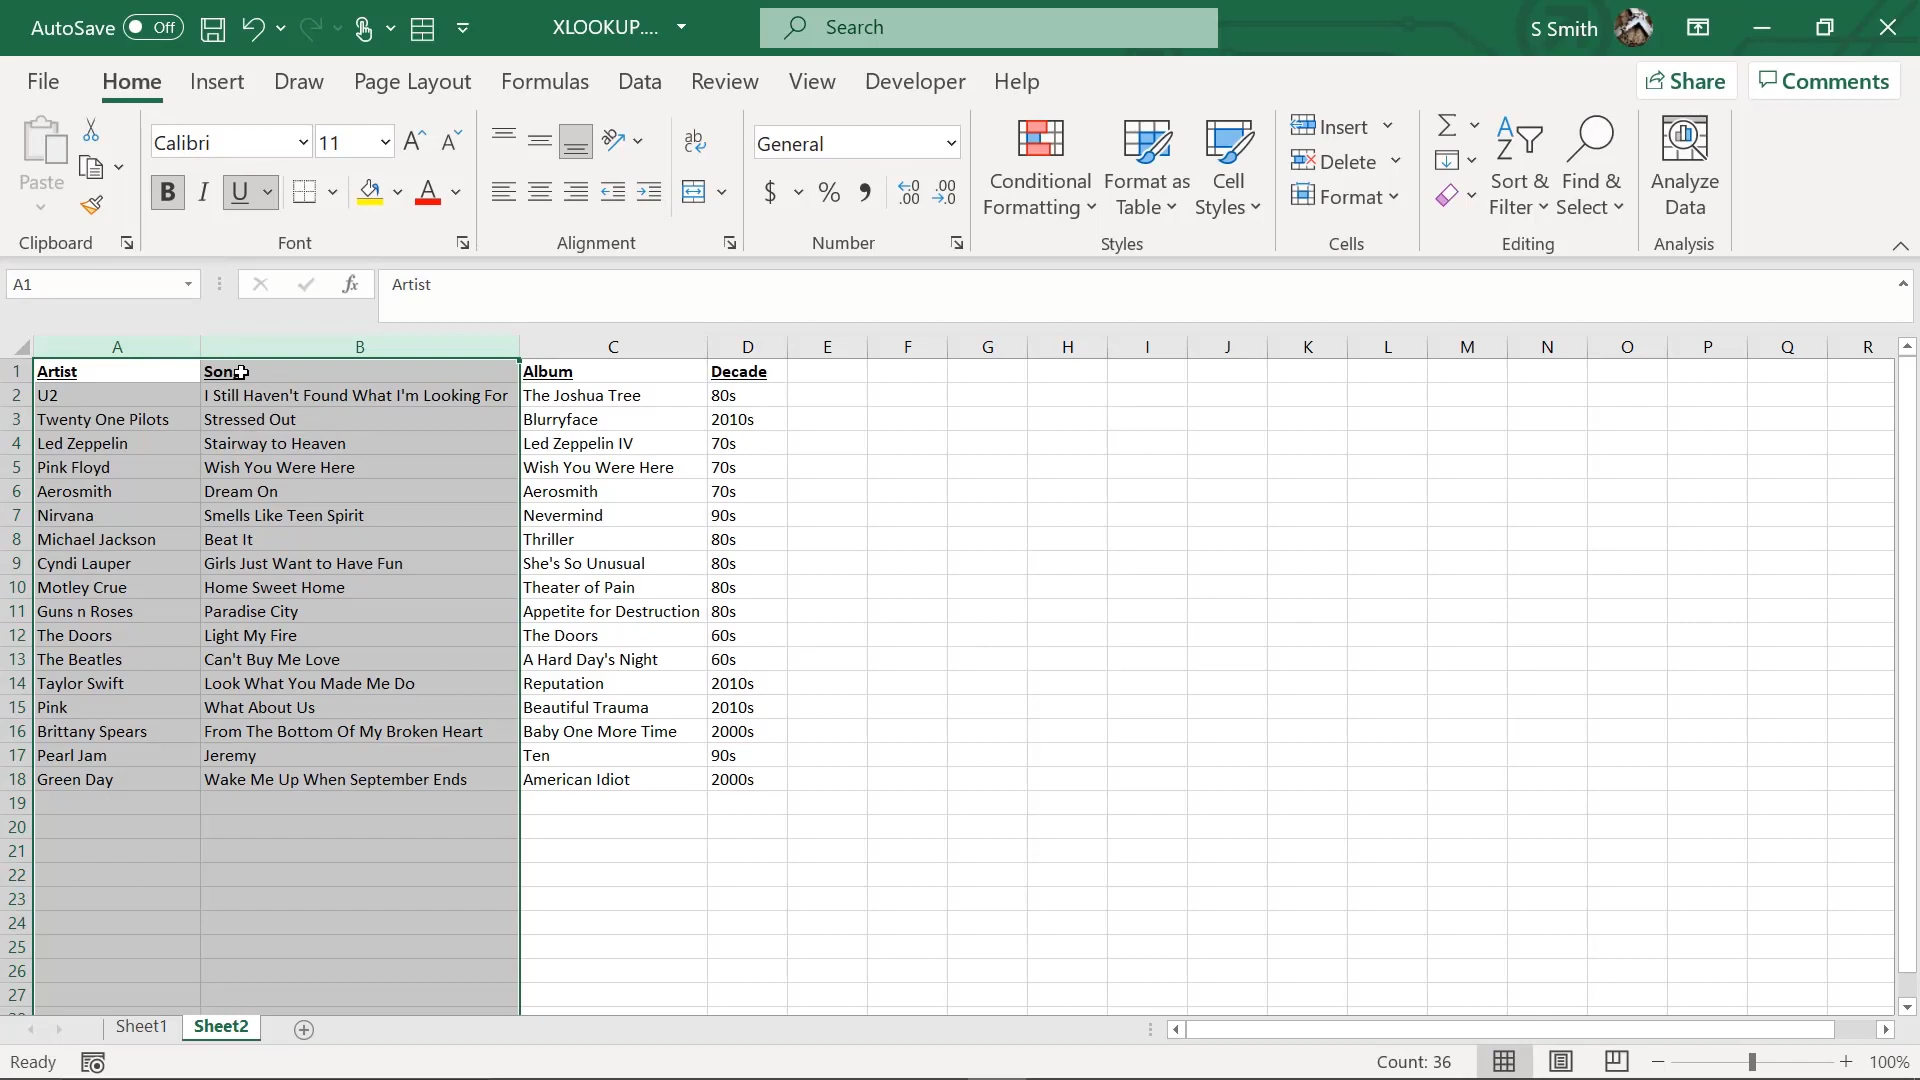 AutoSave Off XLOOKUP.... Search S Smith
File Home Insert Draw Page Layout Formulas Data Review View Developer Help Share Comments
Paste Calibri 11 General Conditional Formatting Format as Table Cell Styles Insert Delete Format Sort & Filter Find & Select Analyze Data
Clipboard Font Alignment Number Styles Cells Editing Analysis
A1 fx Artist
A B C D E F G H I J K L M N O P Q R
1 Artist Song Album Decade
2 U2 I Still Haven't Found What I'm Looking For The Joshua Tree 80s
3 Twenty One Pilots Stressed Out Blurryface 2010s
4 Led Zeppelin Stairway to Heaven Led Zeppelin IV 70s
5 Pink Floyd Wish You Were Here Wish You Were Here 70s
6 Aerosmith Dream On Aerosmith 70s
7 Nirvana Smells Like Teen Spirit Nevermind 90s
8 Michael Jackson Beat It Thriller 80s
9 Cyndi Lauper Girls Just Want to Have Fun She's So Unusual 80s
10 Motley Crue Home Sweet Home Theater of Pain 80s
11 Guns n Roses Paradise City Appetite for Destruction 80s
12 The Doors Light My Fire The Doors 60s
13 The Beatles Can't Buy Me Love A Hard Day's Night 60s
14 Taylor Swift Look What You Made Me Do Reputation 2010s
15 Pink What About Us Beautiful Trauma 2010s
16 Brittany Spears From The Bottom Of My Broken Heart Baby One More Time 2000s
17 Pearl Jam Jeremy Ten 90s
18 Green Day Wake Me Up When September Ends American Idiot 2000s
19
20
21
22
23
24
25
26
27
Sheet1 Sheet2
Ready Count: 36 100%